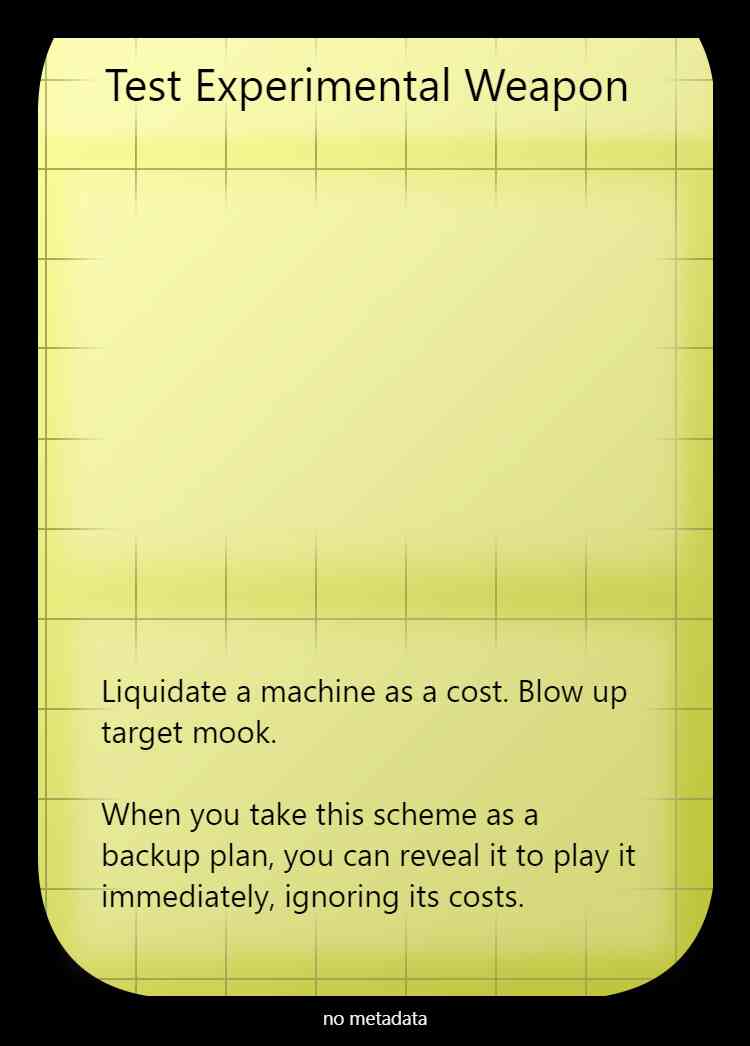 Test Experimental Weapon
Liquidate a machine as a cost. Blow up
target mook.
When you take this scheme as a
backup plan, you can reveal it to play it
immediately, ignoring its costs.
no metadata